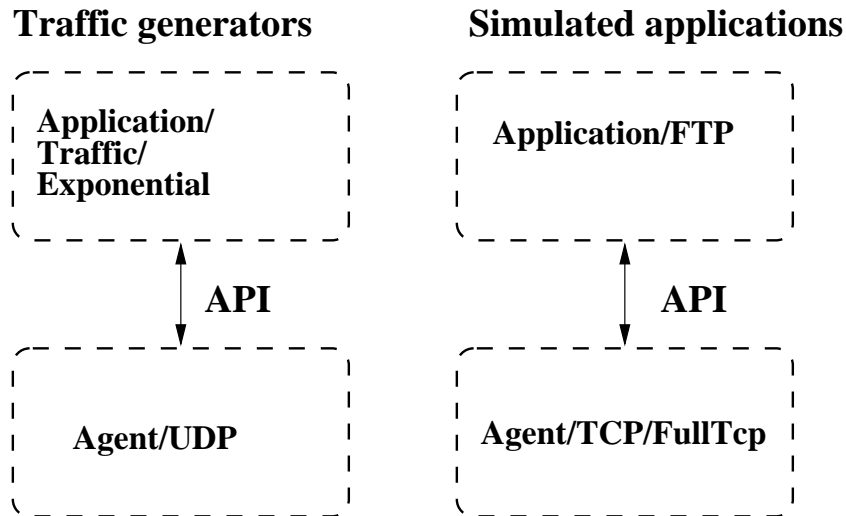 Traffic generators
Simulated applications
Application/
Traffic/
Exponential
Application/FTP
API
API
Agent/UDP
Agent/TCP/FullTcp